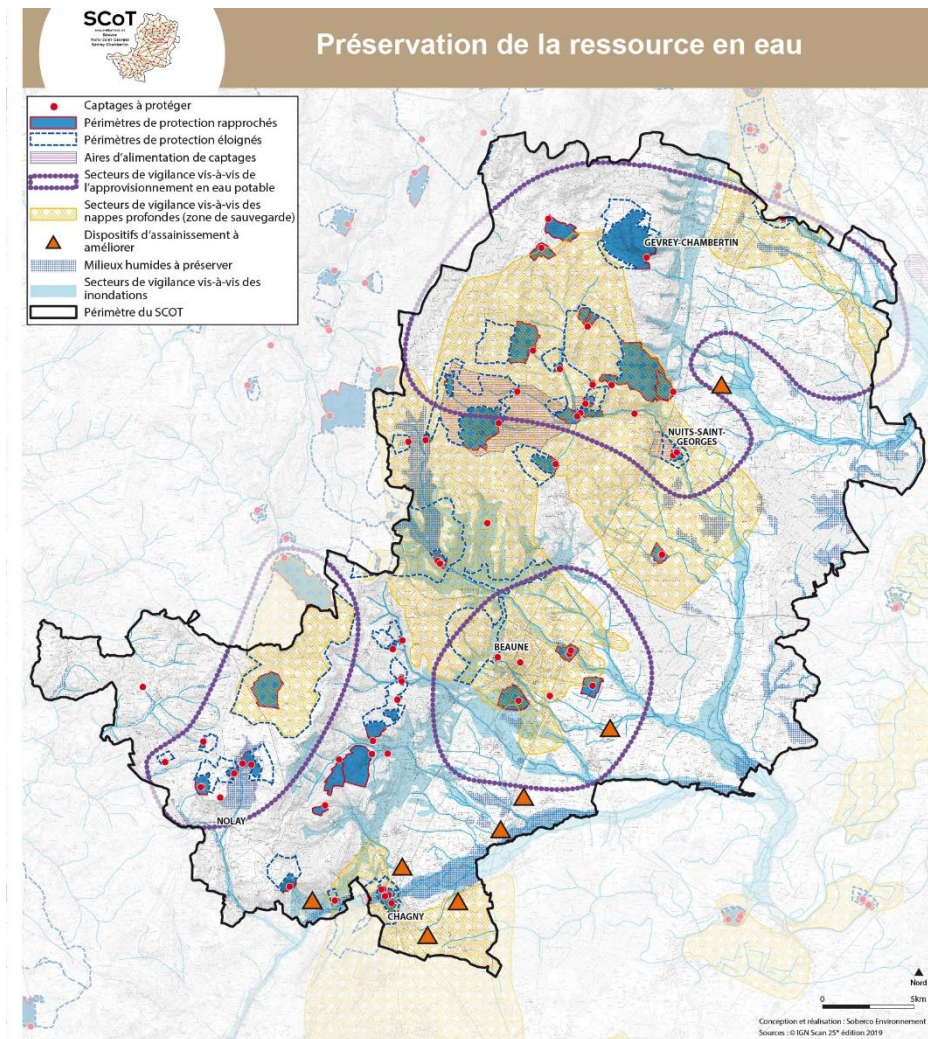 SCoT
Beaune
Nuits-Saint-Georges
Gevrey-Chambertin
Préservation de la ressource en eau
Captages à protéger
Périmètres de protection rapprochés
Périmètres de protection éloignés
Aires d'alimentation de captages
Secteurs de vigilance vis-à-vis de
l'approvisionnement en eau potable
Secteurs de vigilance vis-à-vis des
nappes profondes (zone de sauvegarde)
Dispositifs d'assainissement à
améliorer
Milieux humides à préserver
Secteurs de vigilance vis-à-vis des
inondations
Périmètre du SCOT
GEVREY-CHAMBERTIN
NUITS-SAINT-
GEORGES
BEAUNE
NOLAY
CHAGNY
Nord
0 5km
Conception et réalisation : Soberco Environnement
Sources : © IGN Scan 25® édition 2019